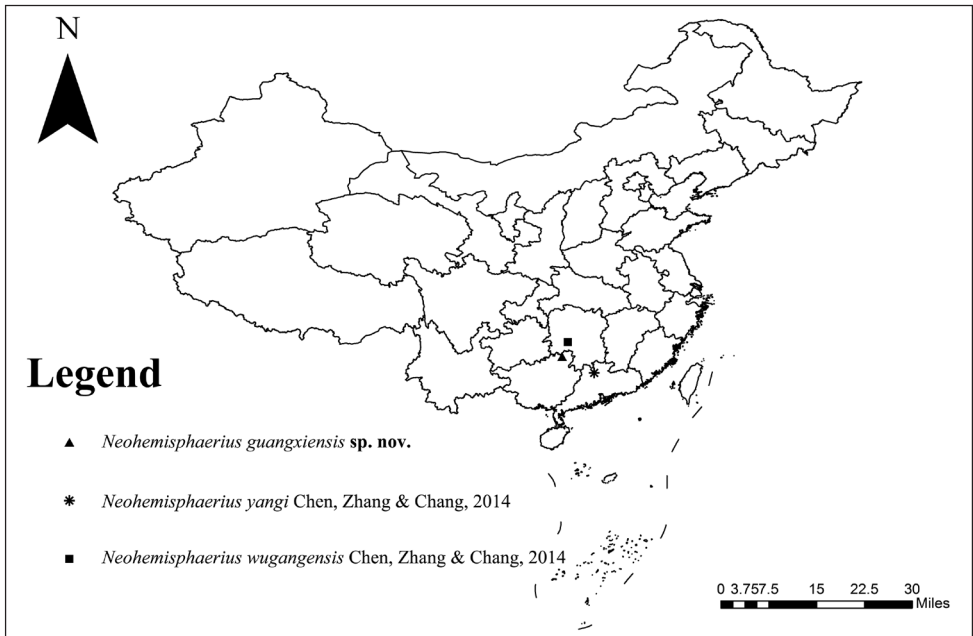 N
Legend
Neohemisphaerius guangxiensis sp. nov.
Neohemisphaerius yangi Chen, Zhang & Chang, 2014
Neohemisphaerius wugangensis Chen, Zhang & Chang, 2014
0 3.757.5 15 22.5 30
Miles